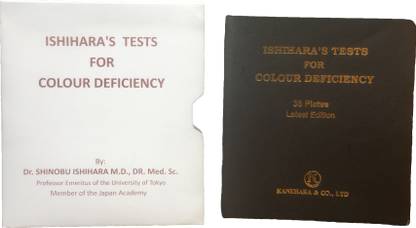 ISHIHARA'S TESTS
FOR
COLOUR DEFICIENCY
By:
Dr. SHINOBU ISHIHARA M.D., DR. Med. Sc.
Professor Emeritus of the University of Tokyo
Member of the Japan Academy
ISHIHARA'S TESTS
FOR
COLOUR DEFICIENCY
38 Plates
Latest Edition
KANEHARA & CO., LTD